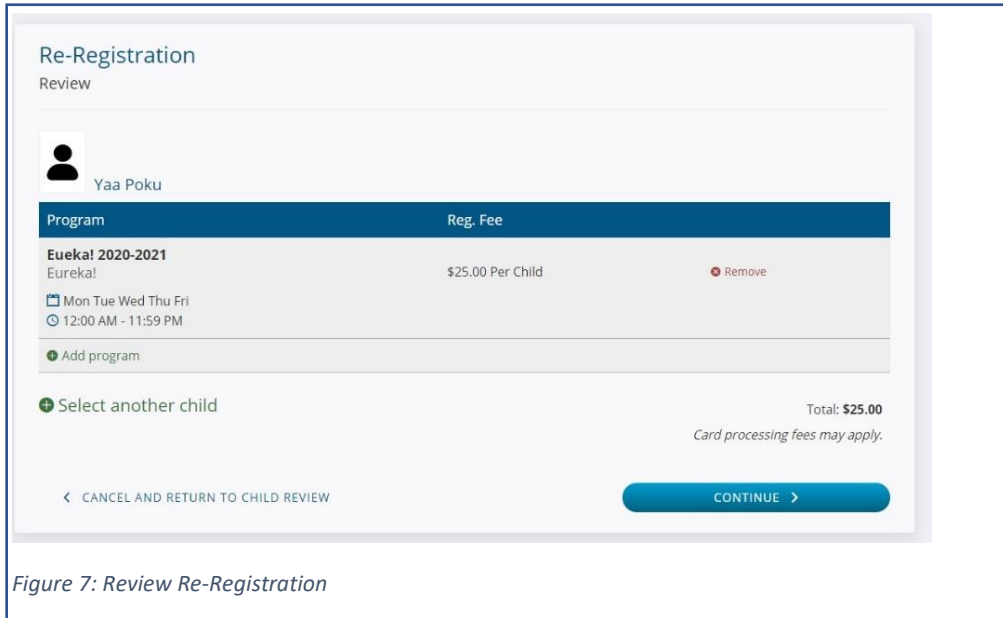 Re-Registration
Review
Yaa Poku
Program Reg. Fee
Eueka! 2020-2021
Eureka!
$25.00 Per Child Remove
Mon Tue Wed Thu Fri
12:00 AM - 11:59 PM
Add program
Select another child
Total: $25.00
Card processing fees may apply.
CANCEL AND RETURN TO CHILD REVIEW CONTINUE
Figure 7: Review Re-Registration